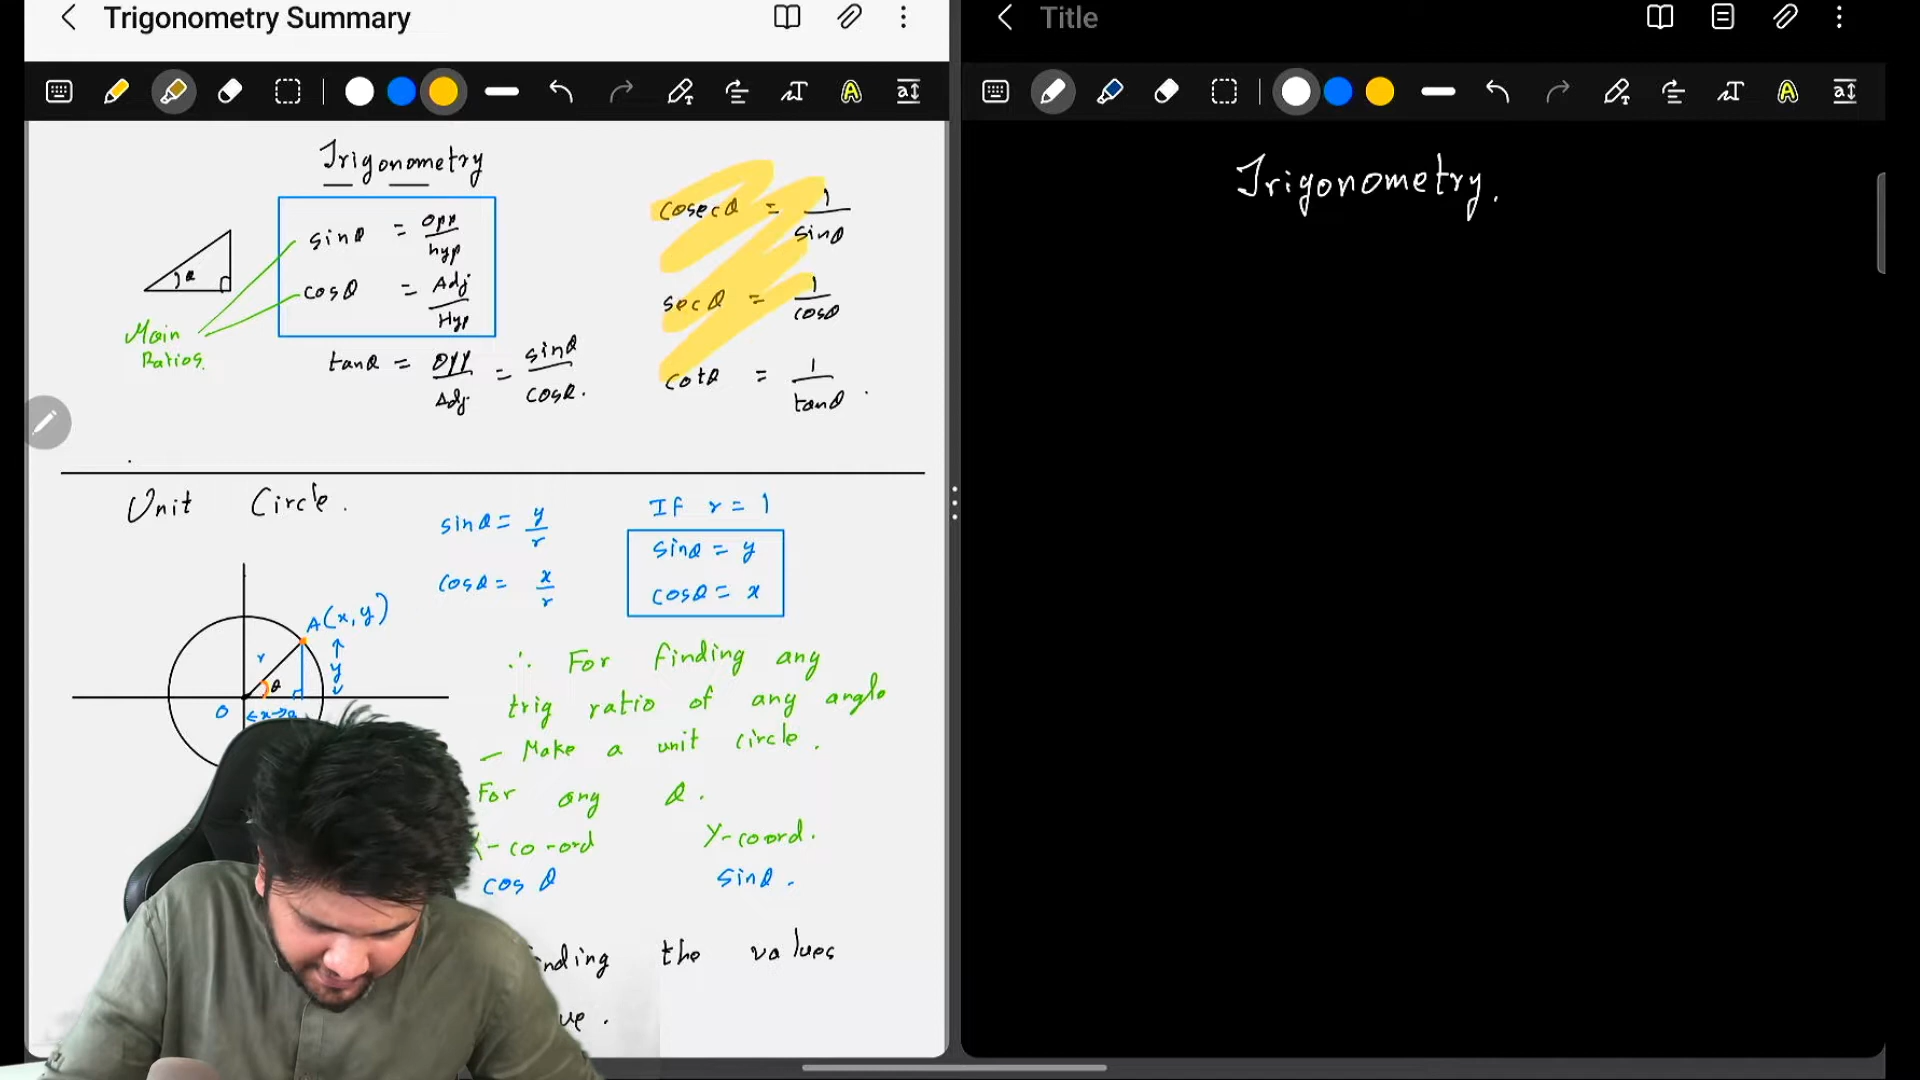 Trigonometry Summary
Title
Trigonometry
sinθ = opp/hyp
cosθ = Adj/Hyp
Main Ratios.
tanθ = opp/Adj = sinθ/cosθ.
cosecθ = 1/sinθ
secθ = 1/cosθ
cotθ = 1/tanθ.
Unit Circle.
sinθ = y/r
cosθ = x/r
If r = 1
sinθ = y
cosθ = x
A(x,y)
r
y
θ
O
∴ For finding any
trig ratio of any angle
– Make a unit circle.
For any θ.
X-co-ord Y-coord.
cosθ sinθ.
the values
Trigonometry.